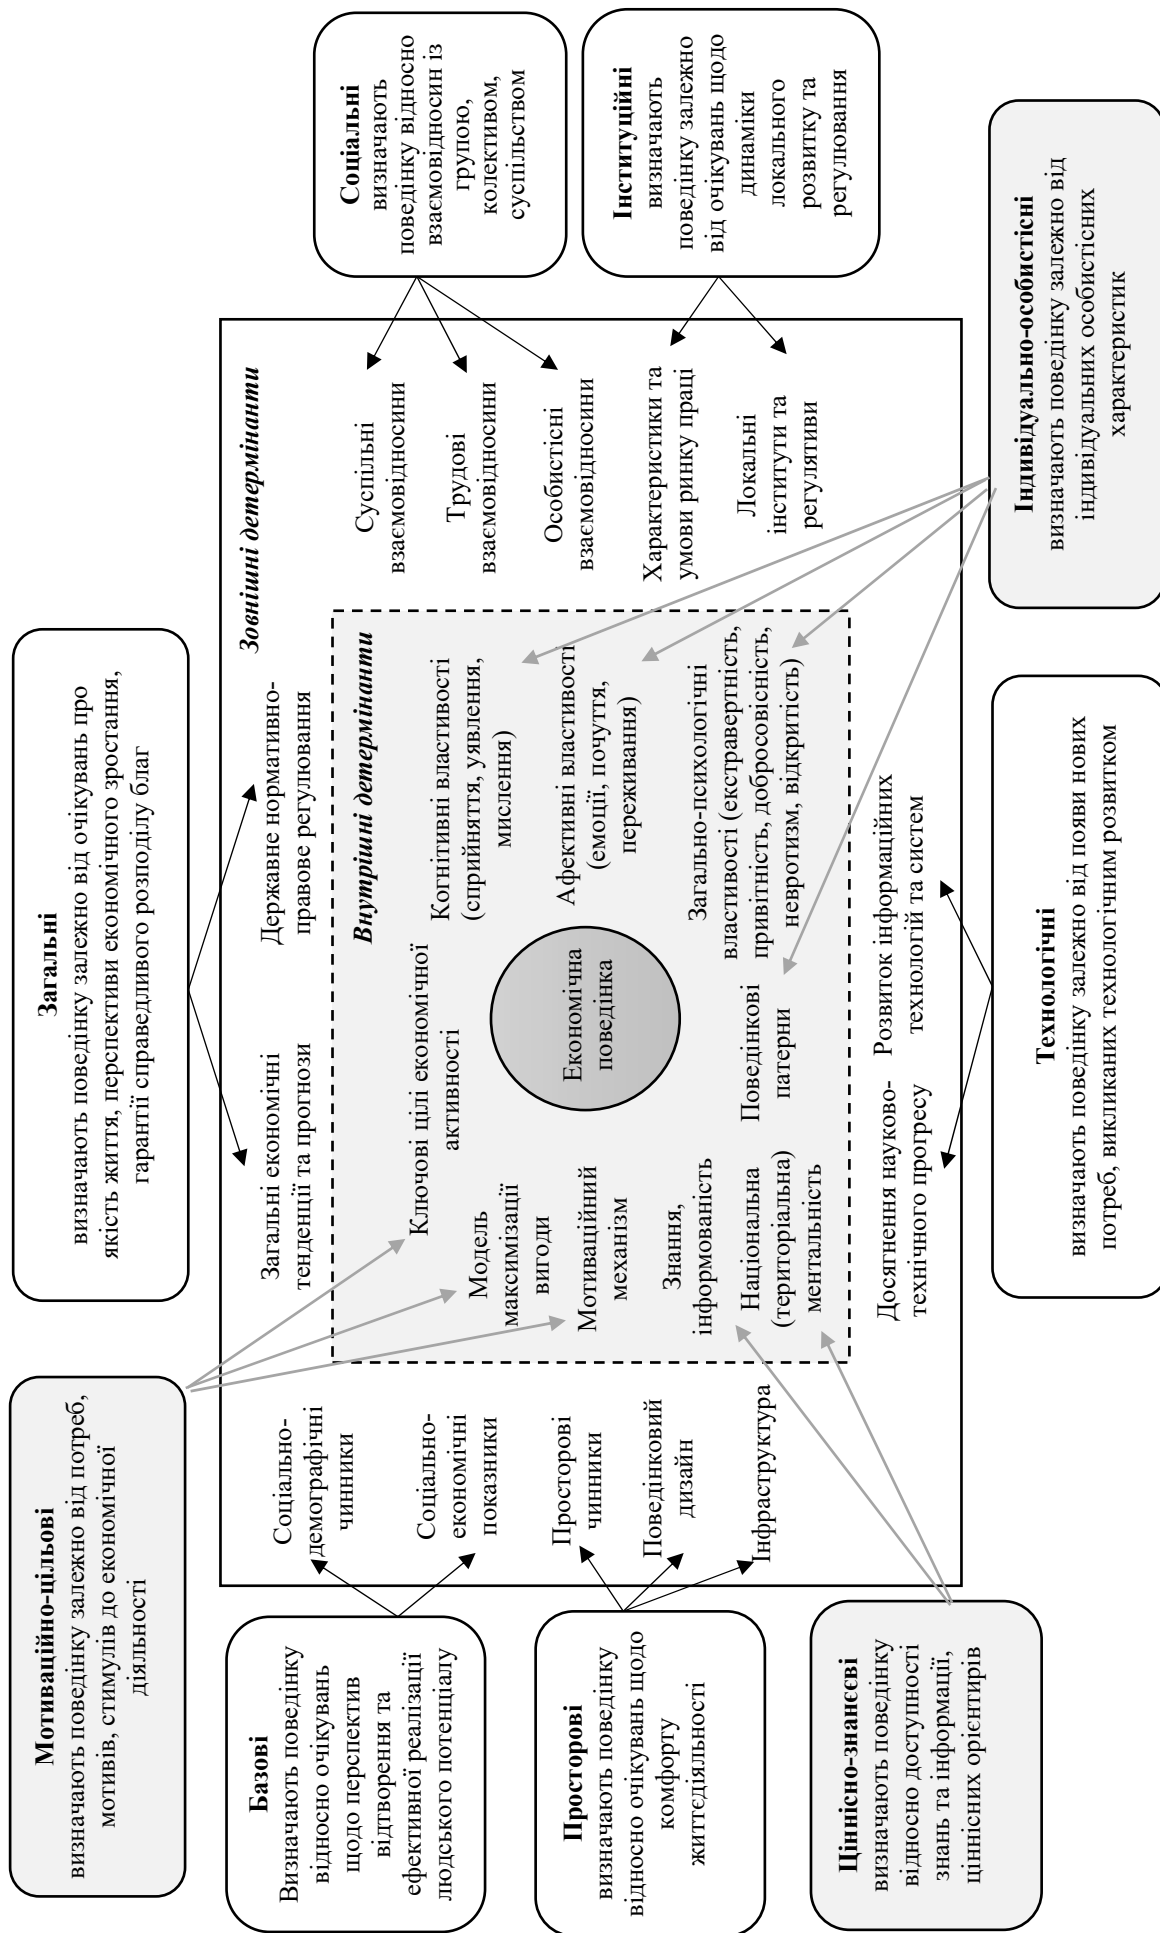 Мотиваційно-цільові
визначають поведінку залежно від потреб,
мотивів, стимулів до економічної
діяльності
Загальні
визначають поведінку залежно від очікувань про
якість життя, перспективи економічного зростання,
гарантії справедливого розподілу благ
Базові
Визначають поведінку
відносно очікувань
щодо перспектив
відтворення та
ефективної реалізації
людського потенціалу
Просторові
визначають поведінку
відносно очікувань щодо
комфорту
життєдіяльності
Ціннісно-знаннєві
визначають поведінку
відносно доступності
знань та інформації,
ціннісних орієнтирів
Зовнішні детермінанти
Соціально-
демографічні
чинники
Соціально-
економічні
показники
Просторові
чинники
Поведінковий
дизайн
Інфраструктура
Загальні економічні
тенденції та прогнози
Державне нормативно-
правове регулювання
Внутрішні детермінанти
Ключові цілі економічної
активності
Модель
максимізації
вигоди
Мотиваційний
механізм
Знання,
інформованість
Національна
(територіальна)
ментальність
Економічна
поведінка
Поведінкові
патерни
Когнітивні властивості
(сприйняття, уявлення,
мислення)
Афективні властивості
(емоції, почуття,
переживання)
Загально-психологічні
властивості (екстравертність,
привітність, добросовісність,
невротизм, відкритість)
Досягнення науково-
технічного прогресу
Розвиток інформаційних
технологій та систем
Суспільні
взаємовідносини
Трудові
взаємовідносини
Особистісні
взаємовідносини
Характеристики та
умови ринку праці
Локальні
інститути та
регулятиви
Соціальні
визначають
поведінку відносно
взаємовідносин із
групою,
колективом,
суспільством
Інституційні
визначають
поведінку залежно
від очікувань щодо
динаміки
локального
розвитку та
регулювання
Технологічні
визначають поведінку залежно від появи нових
потреб, викликаних технологічним розвитком
Індивідуально-особистісні
визначають поведінку залежно від
індивідуальних особистісних
характеристик